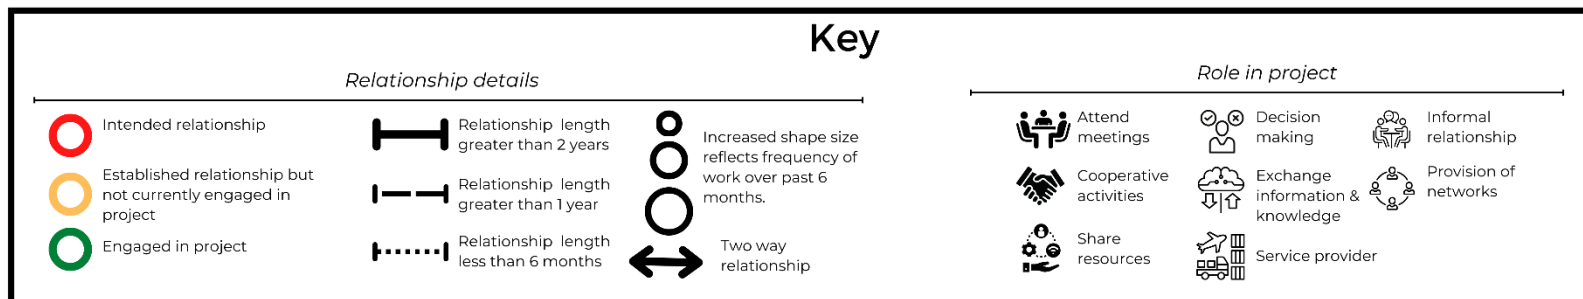 Key
Relationship details
Intended relationship
Established relationship but
not currently engaged in
project
Engaged in project
Relationship length
greater than 2 years
Relationship length
greater than 1 year
Relationship length
less than 6 months
Increased shape size
reflects frequency of
work over past 6
months.
Two way
relationship
Role in project
Attend
meetings
Cooperative
activities
Share
resources
Decision
making
Exchange
information &
knowledge
Service provider
Informal
relationship
Provision of
networks